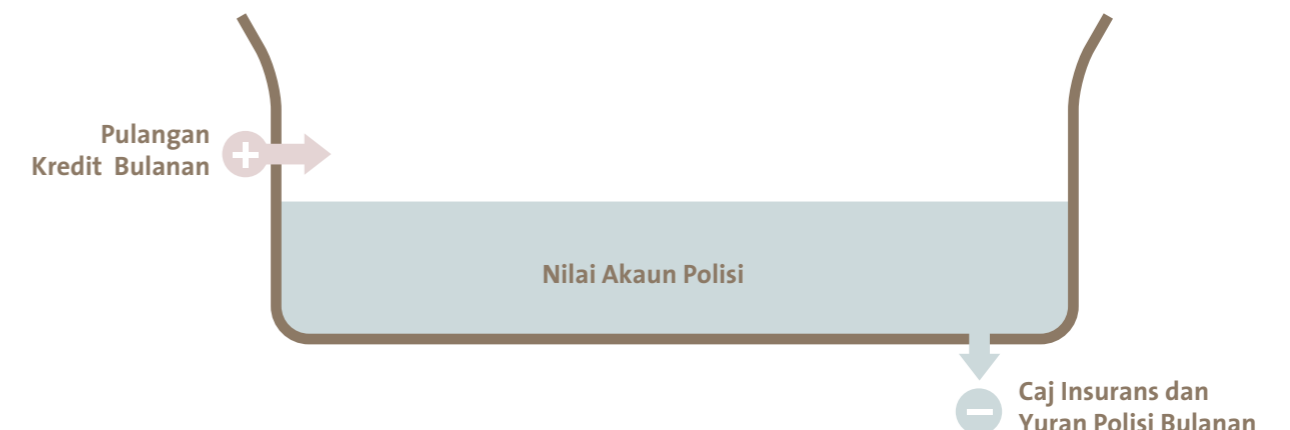 Pulangan
Kredit Bulanan
Nilai Akaun Polisi
Caj Insurans dan
Yuran Polisi Bulanan